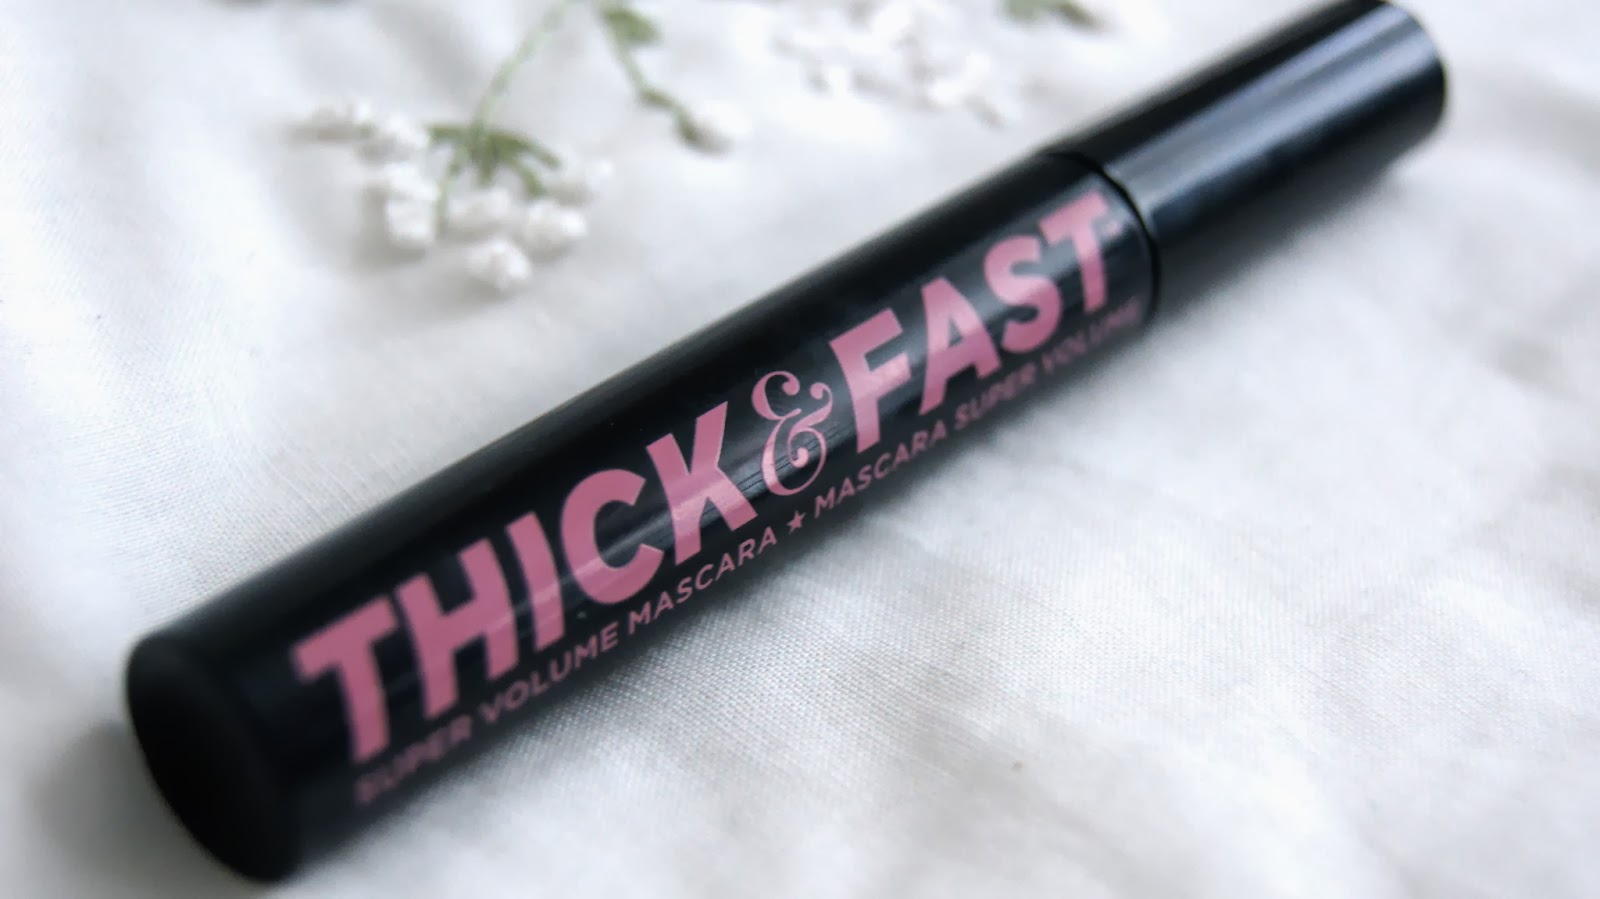 THICK & FAST
SUPER VOLUME MASCARA ★ MASCARA SUPER VOLUME